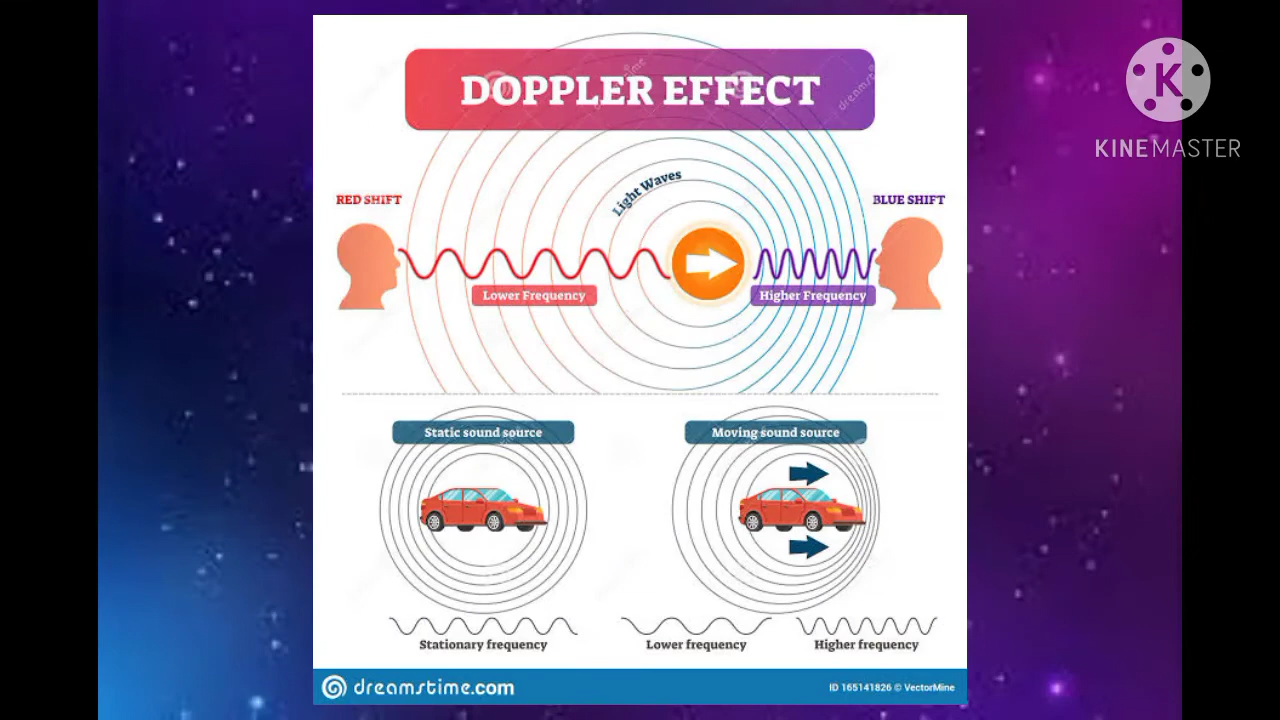 DOPPLER EFFECT
K
KINEMASTER
Light Waves
RED SHIFT
BLUE SHIFT
Lower Frequency
Higher Frequency
Static sound source
Moving sound source
Stationary frequency
Lower frequency
Higher frequency
dreamstime.com
ID 165141826 © VectorMine
dreamstime